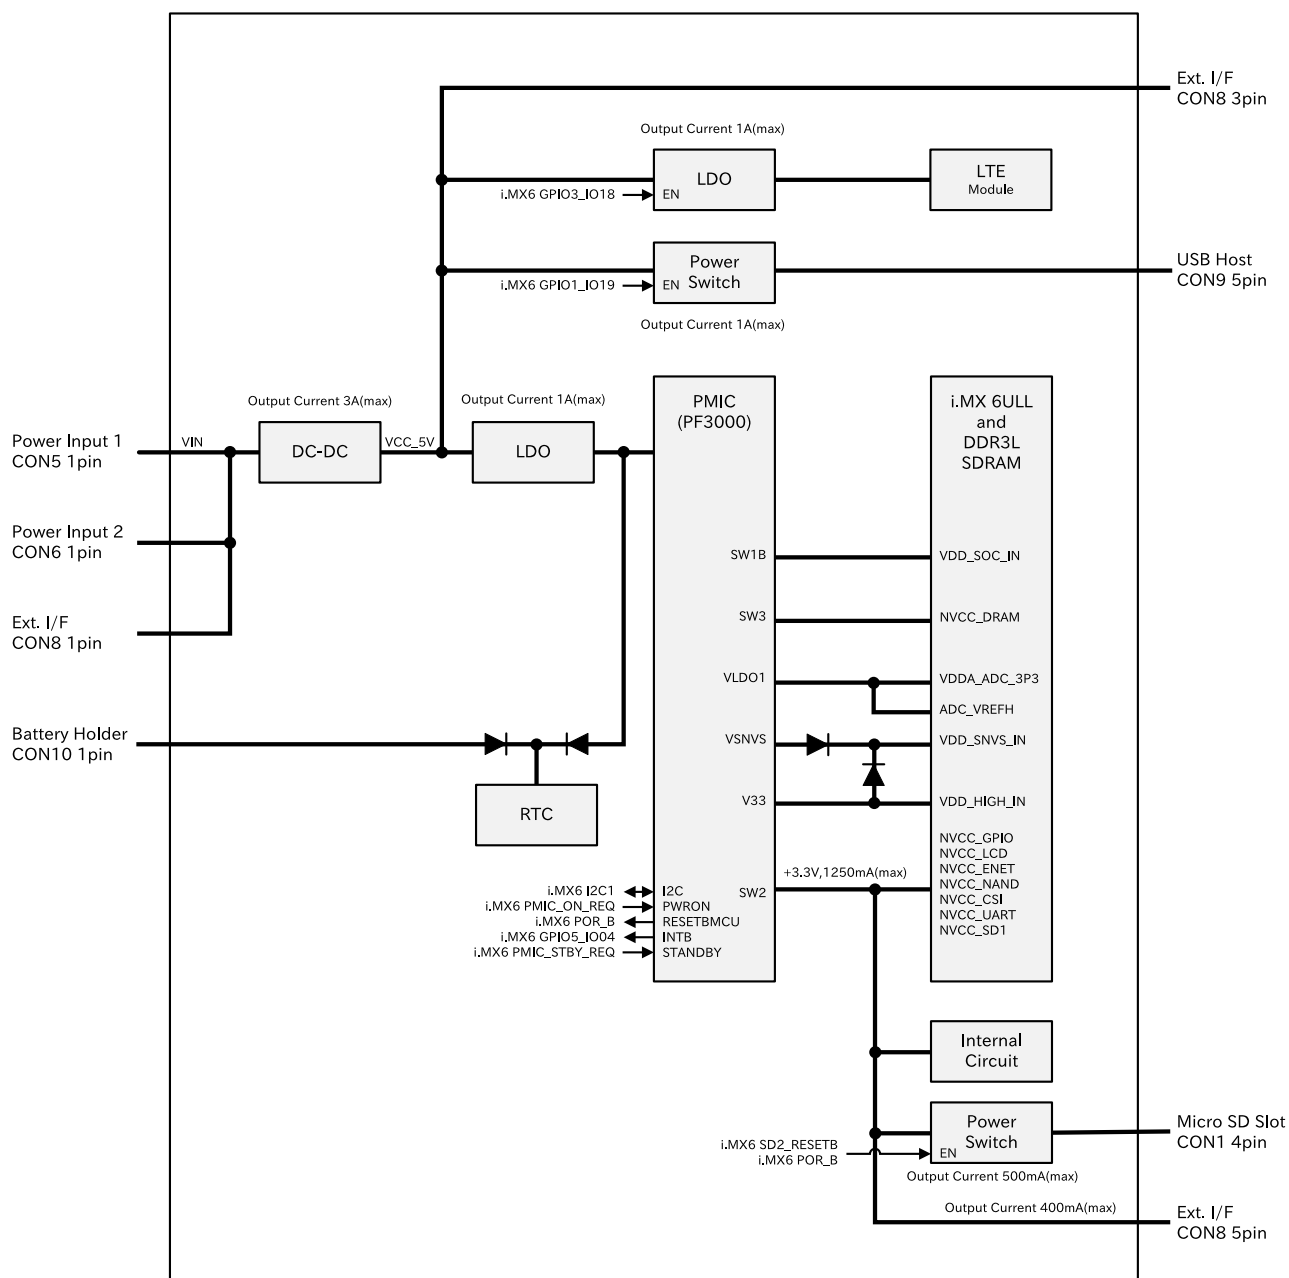 Ext. I/F
CON8 3pin
Output Current 1A(max)
LDO
i.MX6 GPIO3_IO18
EN
LTE
Module
Power
Switch
i.MX6 GPIO1_IO19
EN
Output Current 1A(max)
USB Host
CON9 5pin
Power Input 1
CON5 1pin
VIN
Output Current 3A(max)
DC-DC
VCC_5V
Output Current 1A(max)
LDO
Power Input 2
CON6 1pin
Ext. I/F
CON8 1pin
Battery Holder
CON10 1pin
RTC
PMIC
(PF3000)
SW1B
SW3
VLDO1
VSNVS
V33
SW2
i.MX6 I2C1
I2C
i.MX6 PMIC_ON_REQ
PWRON
i.MX6 POR_B
RESETBMCU
i.MX6 GPIO5_IO04
INTB
i.MX6 PMIC_STBY_REQ
STANDBY
+3.3V,1250mA(max)
i.MX 6ULL
and
DDR3L
SDRAM
VDD_SOC_IN
NVCC_DRAM
VDDA_ADC_3P3
ADC_VREFH
VDD_SNVS_IN
VDD_HIGH_IN
NVCC_GPIO
NVCC_LCD
NVCC_ENET
NVCC_NAND
NVCC_CSI
NVCC_UART
NVCC_SD1
Internal
Circuit
Power
Switch
EN
i.MX6 SD2_RESETB
i.MX6 POR_B
Output Current 500mA(max)
Micro SD Slot
CON1 4pin
Output Current 400mA(max)
Ext. I/F
CON8 5pin